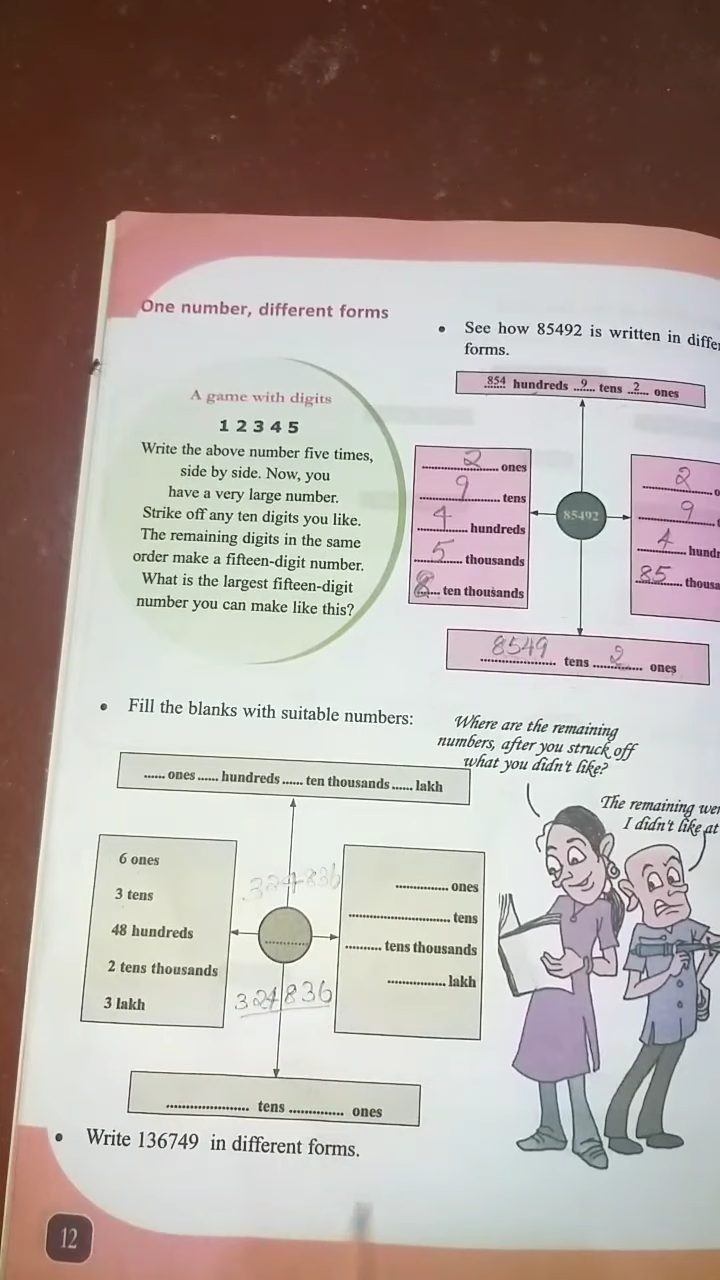 One number, different forms
• See how 85492 is written in
forms.
A game with digits
1 2 3 4 5
Write the above number five times,
side by side. Now, you
have a very large number.
Strike off any ten digits you like.
The remaining digits in the same
order make a fifteen-digit number.
What is the largest fifteen-digit
number you can make like this?
854 hundreds 9 tens 2 ones
2 ones
9 tens
4 hundreds
5 thousands
8 ten thousands
85492
2
9
4
85
8549 tens 2 ones
• Fill the blanks with suitable numbers:
Where are the remaining
numbers, after you struck off
what you didn't like?
The remaining
I didn't like at
...... ones ...... hundreds ...... ten thousands ...... lakh
6 ones
3 tens
48 hundreds
2 tens thousands
3 lakh
324836
............
324836
.............. ones
.......................... tens
.......... tens thousands
................ lakh
..................... tens .............. ones
• Write 136749 in different forms.
12